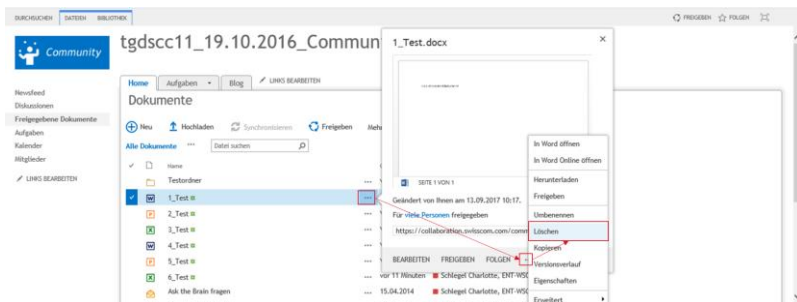 DURCHSUCHEN DATEIEN BIBLIOTHEK
FREIGEBEN FOLGEN
Community
tgdscc11_19.10.2016_Commun
Home Aufgaben Blog LINKS BEARBEITEN
Newsfeed
Diskussionen
Freigegebene Dokumente
Aufgaben
Kalender
Mitglieder
LINKS BEARBEITEN
Dokumente
Neu Hochladen Synchronisieren Freigeben Meh
Alle Dokumente ... Datei suchen
Name
Testordner ...
1_Test ...
2_Test ...
3_Test ...
4_Test ...
5_Test ...
6_Test ... vor 11 Minuten Schlegel Charlotte, ENT-WSC
Ask the Brain fragen ... 15.04.2014 Schlegel Charlotte, ENT-WSC
1_Test.docx
SEITE 1 VON 1
Geändert von Ihnen am 13.09.2017 10:17.
Für viele Personen freigegeben
https://collaboration.swisscom.com/comm
BEARBEITEN FREIGEBEN FOLGEN
In Word öffnen
In Word Online öffnen
Herunterladen
Freigeben
Umbenennen
Löschen
Kopieren
Versionsverlauf
Eigenschaften
Erweitert